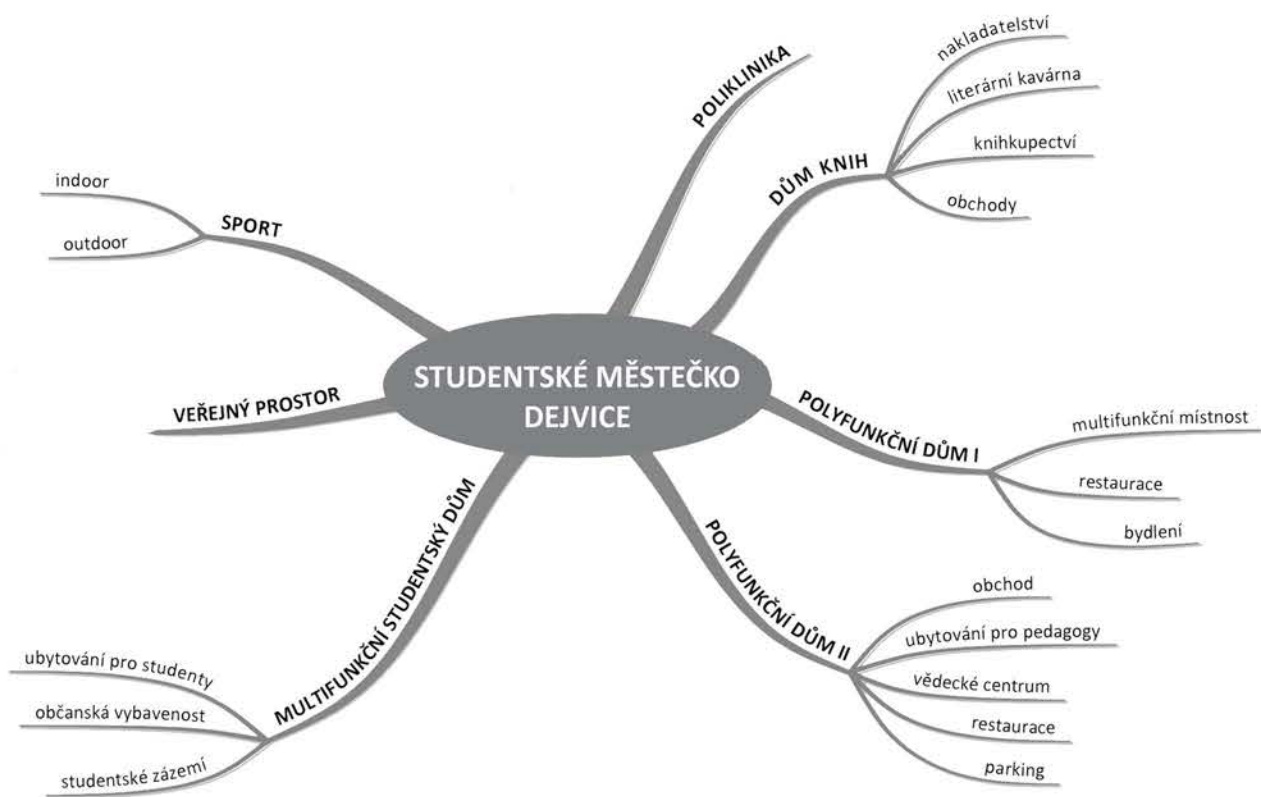 STUDENTSKÉ MĚSTEČKO
DEJVICE
POLIKLINIKA
DŮM KNIH
nakladatelství
literární kavárna
knihkupectví
obchody
POLYFUNKČNÍ DŮM I
multifunkční místnost
restaurace
bydlení
POLYFUNKČNÍ DŮM II
obchod
ubytování pro pedagogy
vědecké centrum
restaurace
parking
MULTIFUNKČNÍ STUDENTSKÝ DŮM
ubytování pro studenty
občanská vybavenost
studentské zázemí
VEŘEJNÝ PROSTOR
SPORT
indoor
outdoor